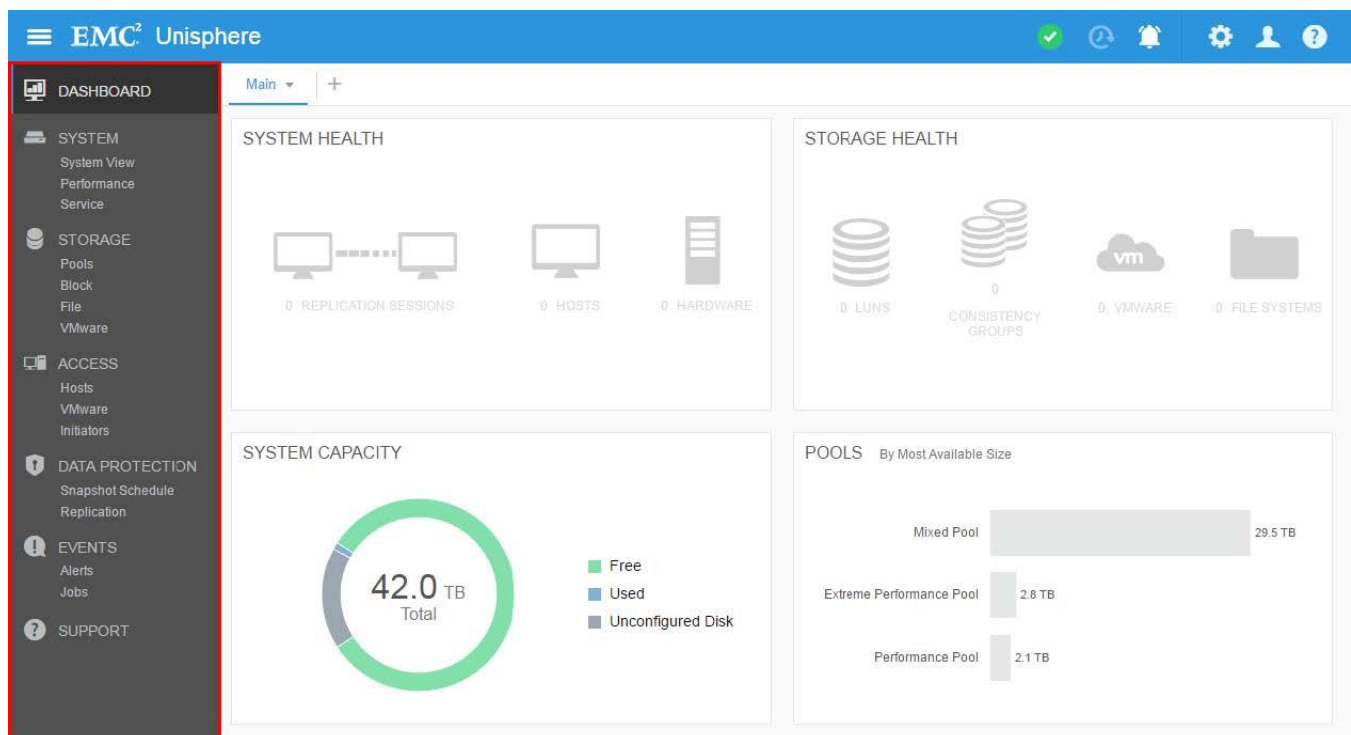 EMC² Unisphere
DASHBOARD
SYSTEM
System View
Performance
Service
STORAGE
Pools
Block
File
VMware
ACCESS
Hosts
VMware
Initiators
DATA PROTECTION
Snapshot Schedule
Replication
EVENTS
Alerts
Jobs
SUPPORT
Main
SYSTEM HEALTH
0 REPLICATION SESSIONS
0 HOSTS
0 HARDWARE
STORAGE HEALTH
vm
0 LUNS
0
CONSISTENCY
GROUPS
0 VMWARE
0 FILE SYSTEMS
SYSTEM CAPACITY
42.0 TB
Total
Free
Used
Unconfigured Disk
POOLS By Most Available Size
Mixed Pool 29.5 TB
Extreme Performance Pool 2.8 TB
Performance Pool 2.1 TB